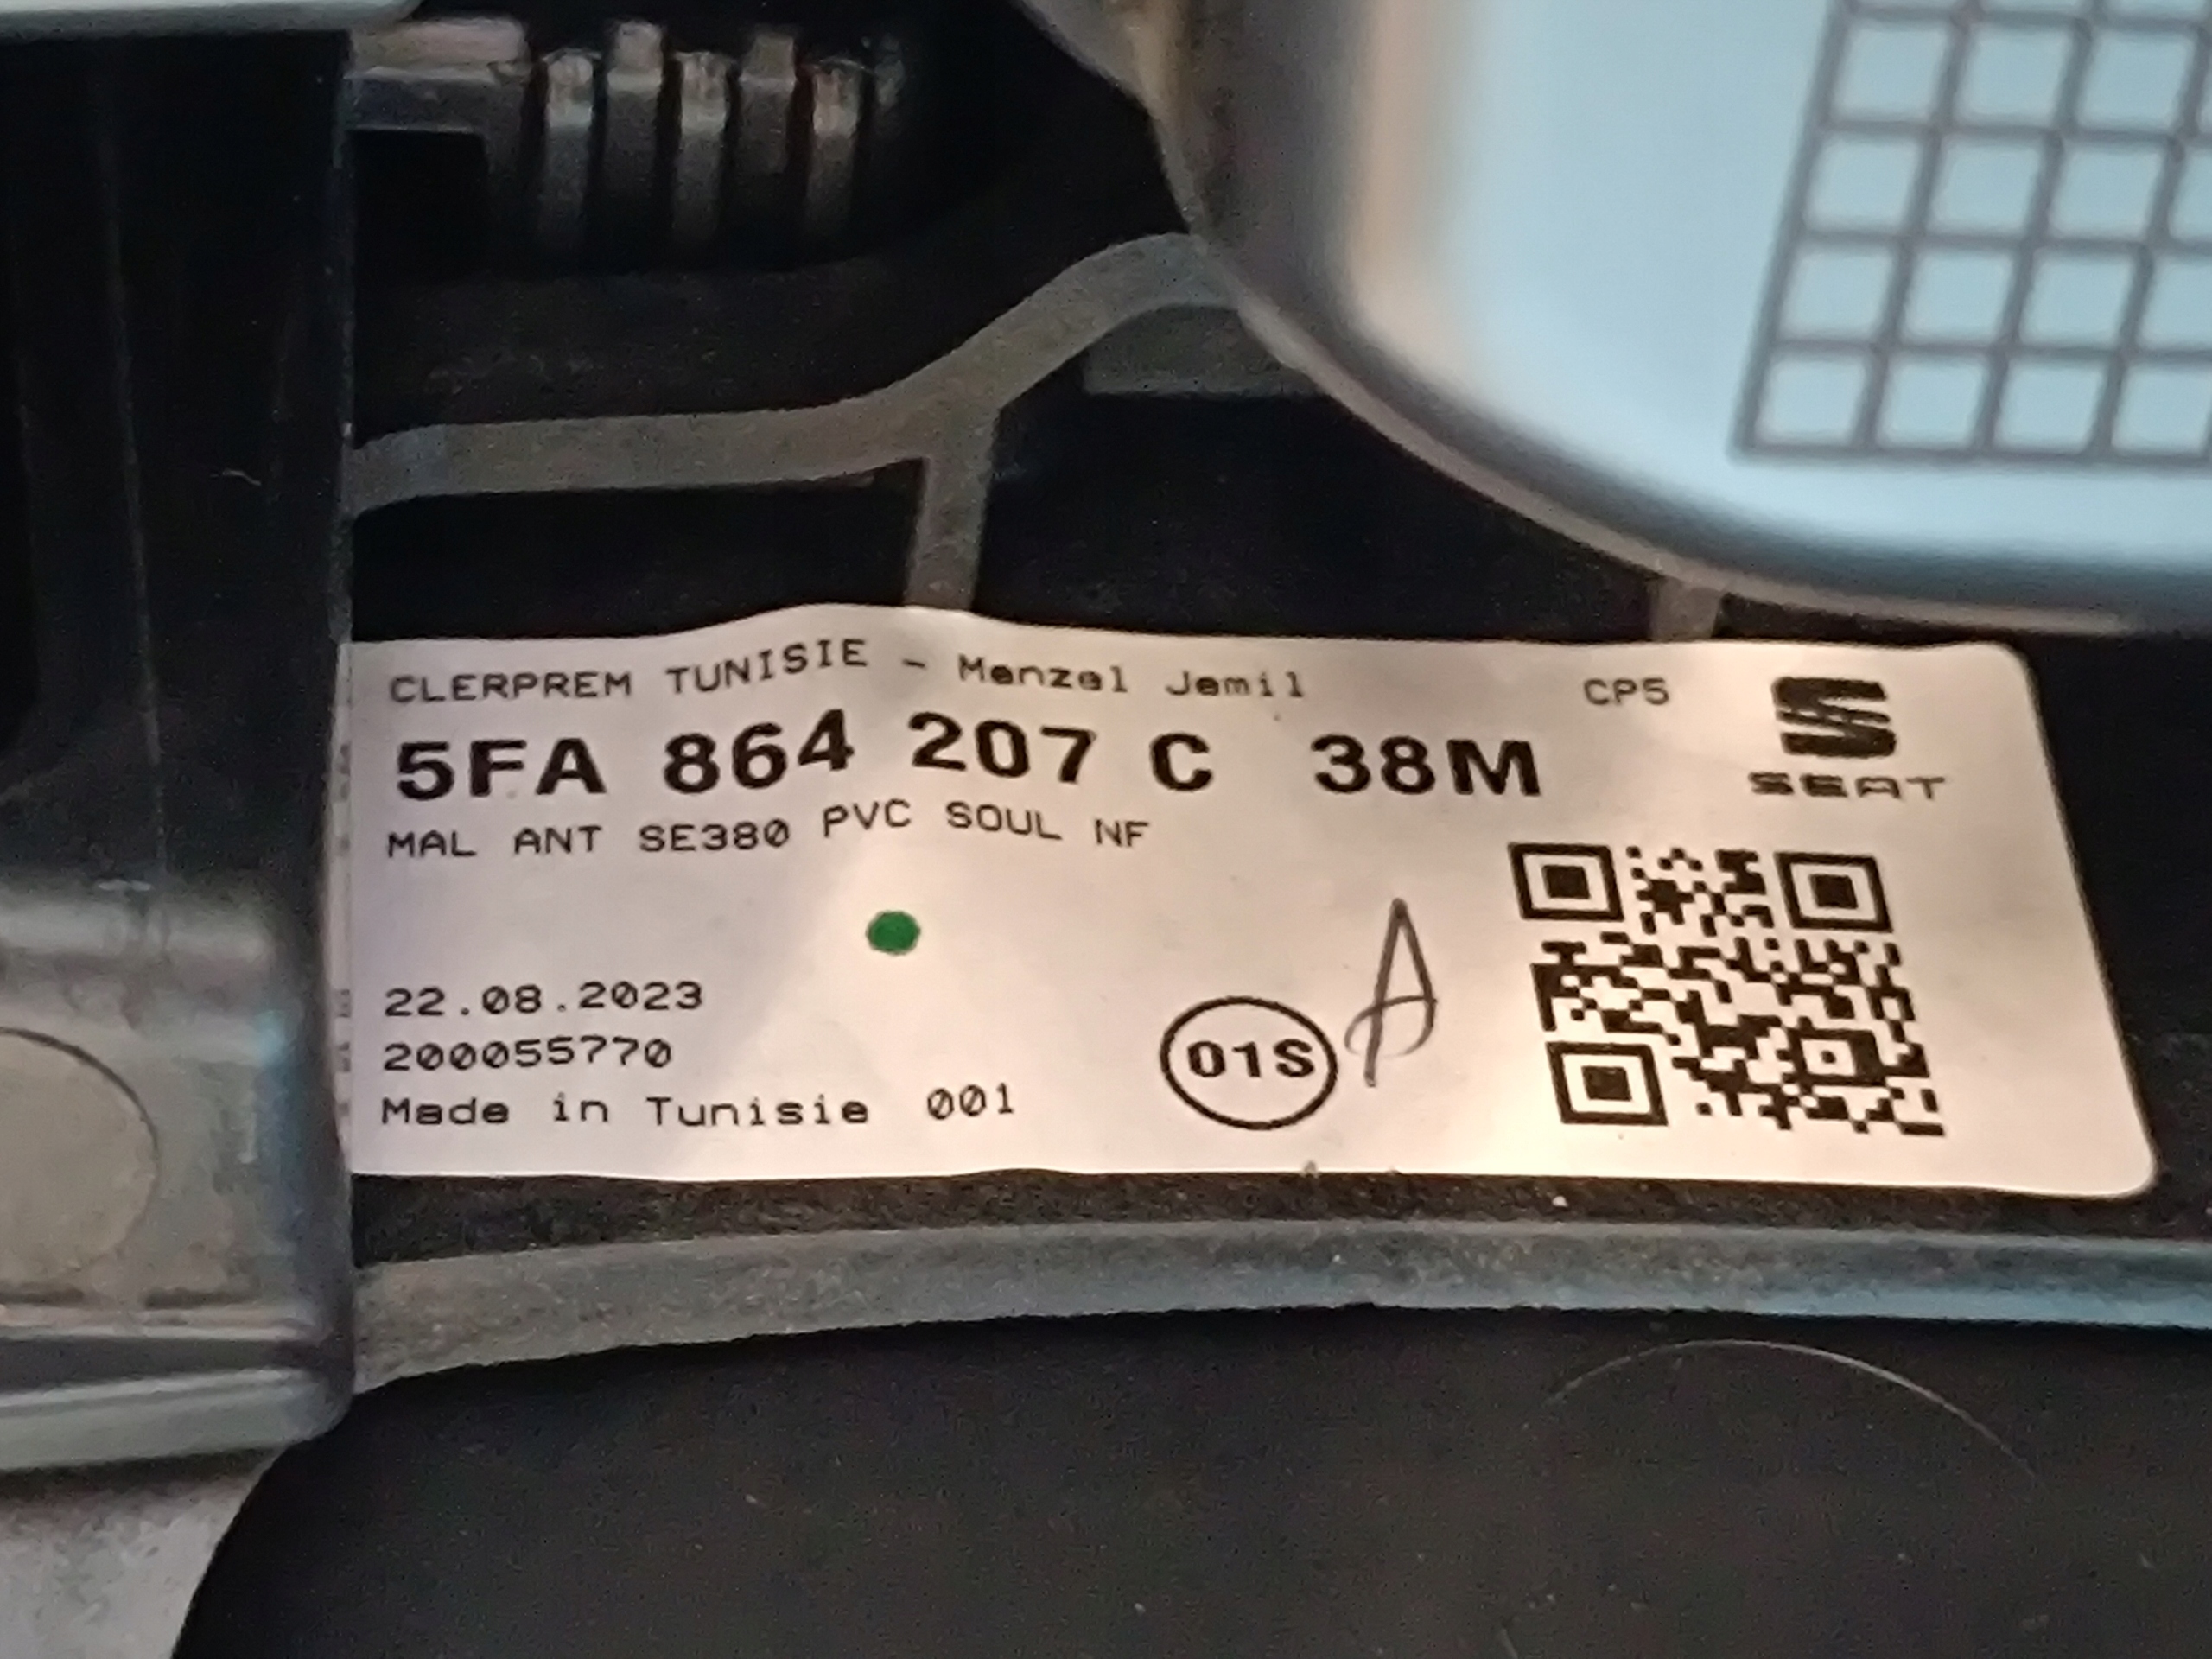 CLERPREM TUNISIE - Menzel Jemil CP5
5FA 864 207 C 38M
SEAT
MAL ANT SE380 PVC SOUL NF
22.08.2023
200055770
Made in Tunisie 001
01S
A